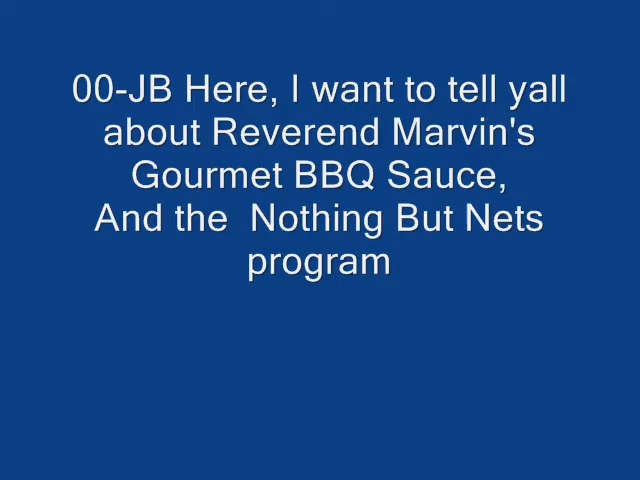 00-JB Here, I want to tell yall
about Reverend Marvin's
Gourmet BBQ Sauce,
And the  Nothing But Nets
program